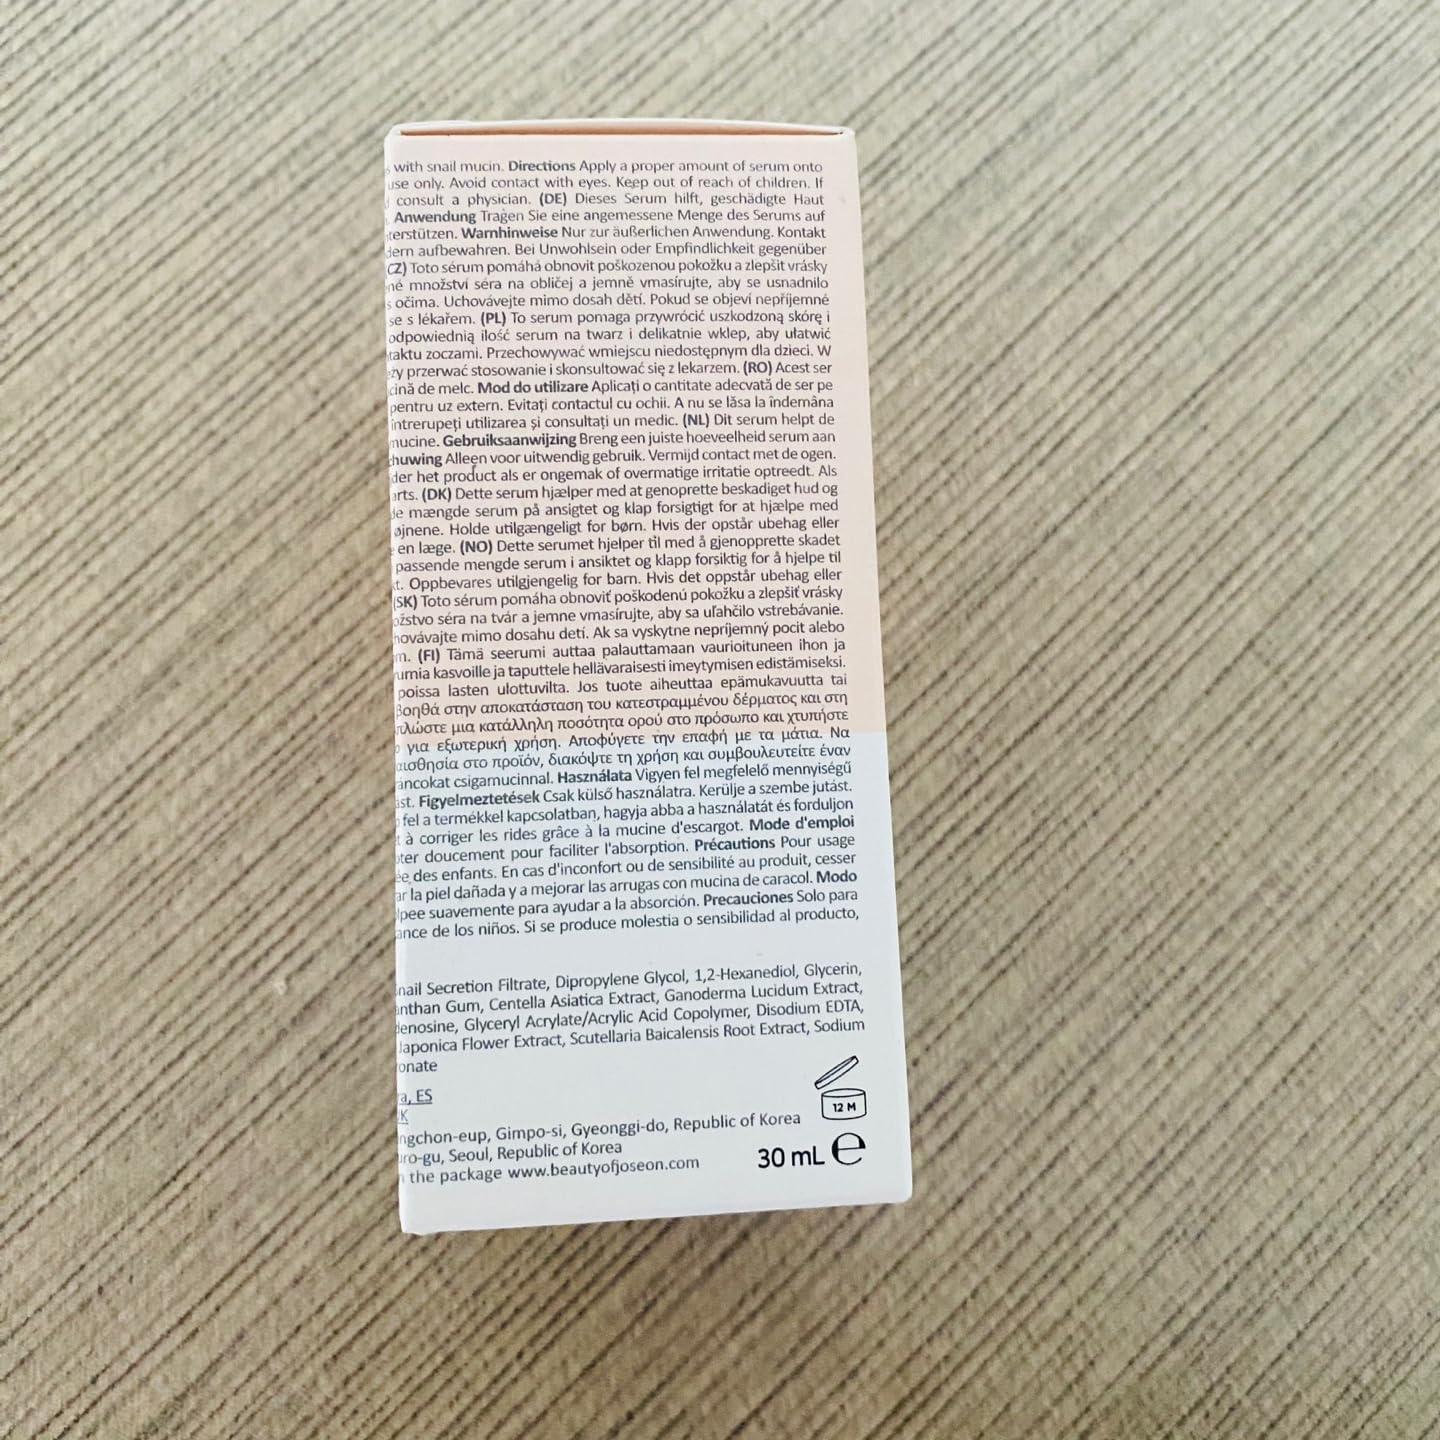 with snail mucin. Directions Apply a proper amount of serum onto
use only. Avoid contact with eyes. Keep out of reach of children. If
consult a physician. (DE) Dieses Serum hilft, geschädigte Haut
Anwendung Tragen Sie eine angemessene Menge des Serums auf
terstützen. Warnhinweise Nur zur äußerlichen Anwendung. Kontakt
dern aufbewahren. Bei Unwohlsein oder Empfindlichkeit gegenüber
CZ) Toto sérum pomáhá obnovit poškozenou pokožku a zlepšit vrásky
né množství séra na obličej a jemně vmasírujte, aby se usnadnilo
s očima. Uchovávejte mimo dosah dětí. Pokud se objeví nepříjemné
se s lékařem. (PL) To serum pomaga przywrócić uszkodzoną skórę i
odpowiednią ilość serum na twarz i delikatnie wklep, aby ułatwić
taktu zoczami. Przechowywać wmiejscu niedostępnym dla dzieci. W
ży przerwać stosowanie i skonsultować się z lekarzem. (RO) Acest ser
cină de melc. Mod do utilizare Aplicați o cantitate adecvată de ser pe
pentru uz extern. Evitați contactul cu ochii. A nu se lăsa la îndemâna
întrerupeți utilizarea și consultați un medic. (NL) Dit serum helpt de
mucine. Gebruiksaanwijzing Breng een juiste hoeveelheid serum aan
huwing Alleen voor uitwendig gebruik. Vermijd contact met de ogen.
der het product als er ongemak of overmatige irritatie optreedt. Als
arts. (DK) Dette serum hjælper med at genoprette beskadiget hud og
de mængde serum på ansigtet og klap forsigtigt for at hjælpe med
øjnene. Holde utilgængeligt for børn. Hvis der opstår ubehag eller
en læge. (NO) Dette serumet hjelper til med å gjenopprette skadet
passende mengde serum i ansiktet og klapp forsiktig for å hjelpe til
kt. Oppbevares utilgjengelig for barn. Hvis det oppstår ubehag eller
(SK) Toto sérum pomáha obnoviť poškodenú pokožku a zlepšiť vrásky
ožstvo séra na tvár a jemne vmasírujte, aby sa uľahčilo vstrebávanie.
hovávajte mimo dosahu detí. Ak sa vyskytne nepríjemný pocit alebo
m. (FI) Tämä seerumi auttaa palauttamaan vaurioituneen ihon ja
rumia kasvoille ja taputtele hellävaraisesti imeytymisen edistämiseksi.
poissa lasten ulottuvilta. Jos tuote aiheuttaa epämukavuutta tai
βοηθά στην αποκατάσταση του κατεστραμμένου δέρματος και στη
πλώστε μια κατάλληλη ποσότητα ορού στο πρόσωπο και χτυπήστε
ο για εξωτερική χρήση. Αποφύγετε την επαφή με τα μάτια. Να
αισθησία στο προϊόν, διακόψτε τη χρήση και συμβουλευτείτε έναν
áncokat csigamucinnal. Használata Vigyen fel megfelelő mennyiségű
ást. Figyelmeztetések Csak külső használatra. Kerülje a szembe jutást.
fel a termékkel kapcsolatban, hagyja abba a használatát és forduljon
t à corriger les rides grâce à la mucine d'escargot. Mode d'emploi
oter doucement pour faciliter l'absorption. Précautions Pour usage
ée des enfants. En cas d'inconfort ou de sensibilité au produit, cesser
ar la piel dañada y a mejorar las arrugas con mucina de caracol. Modo
lpee suavemente para ayudar a la absorción. Precauciones Solo para
ance de los niños. Si se produce molestia o sensibilidad al producto,
nail Secretion Filtrate, Dipropylene Glycol, 1,2-Hexanediol, Glycerin,
nthan Gum, Centella Asiatica Extract, Ganoderma Lucidum Extract,
denosine, Glyceryl Acrylate/Acrylic Acid Copolymer, Disodium EDTA,
Japonica Flower Extract, Scutellaria Baicalensis Root Extract, Sodium
onate
a, ES
K
ngchon-eup, Gimpo-si, Gyeonggi-do, Republic of Korea
ro-gu, Seoul, Republic of Korea
the package www.beautyofjoseon.com
12 M
30 mL ℮